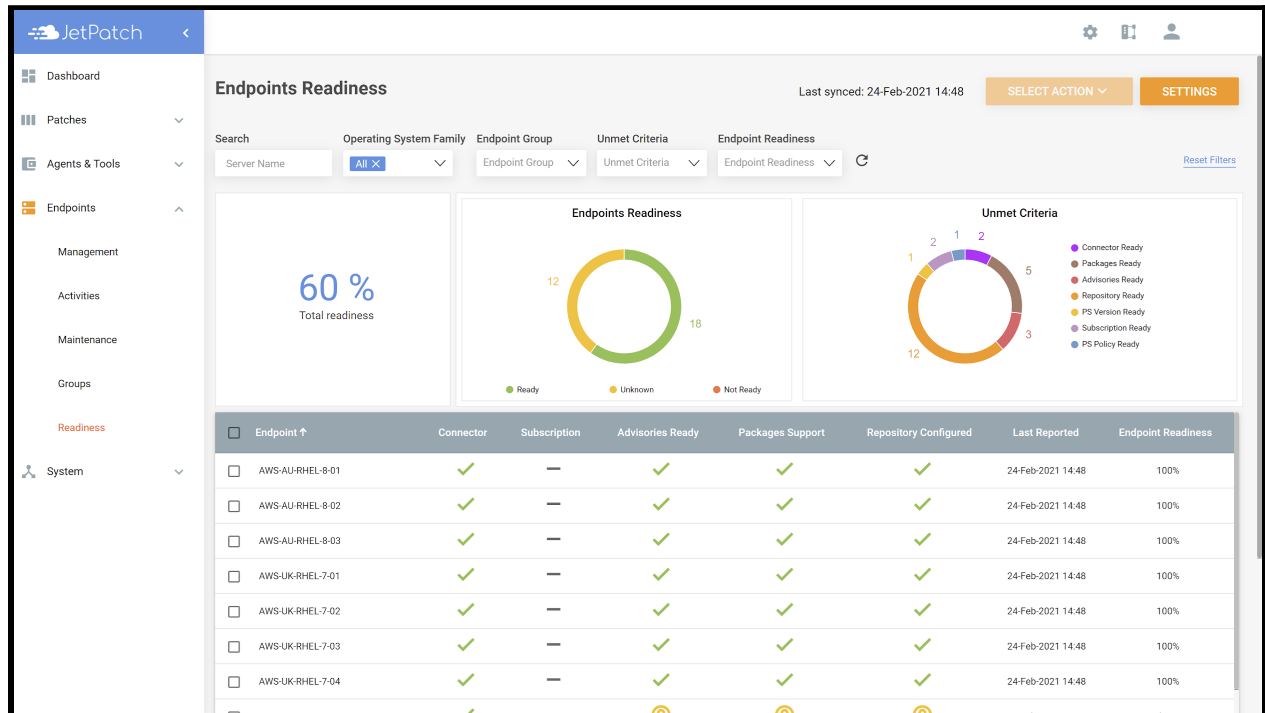 JetPatch
Dashboard
Patches
Agents & Tools
Endpoints
Management
Activities
Maintenance
Groups
Readiness
System
Endpoints Readiness
Last synced: 24-Feb-2021 14:48
SELECT ACTION
SETTINGS
Search
Operating System Family
Endpoint Group
Unmet Criteria
Endpoint Readiness
Server Name
All
Endpoint Group
Unmet Criteria
Endpoint Readiness
Reset Filters
60 %
Total readiness
Endpoints Readiness
12
18
Ready
Unknown
Not Ready
Unmet Criteria
2
1
2
1
5
3
12
Connector Ready
Packages Ready
Advisories Ready
Repository Ready
PS Version Ready
Subscription Ready
PS Policy Ready
Endpoint Connector Subscription Advisories Ready Packages Support Repository Configured Last Reported Endpoint Readiness
AWS-AU-RHEL-8-01 24-Feb-2021 14:48 100%
AWS-AU-RHEL-8-02 24-Feb-2021 14:48 100%
AWS-AU-RHEL-8-03 24-Feb-2021 14:48 100%
AWS-UK-RHEL-7-01 24-Feb-2021 14:48 100%
AWS-UK-RHEL-7-02 24-Feb-2021 14:48 100%
AWS-UK-RHEL-7-03 24-Feb-2021 14:48 100%
AWS-UK-RHEL-7-04 24-Feb-2021 14:48 100%